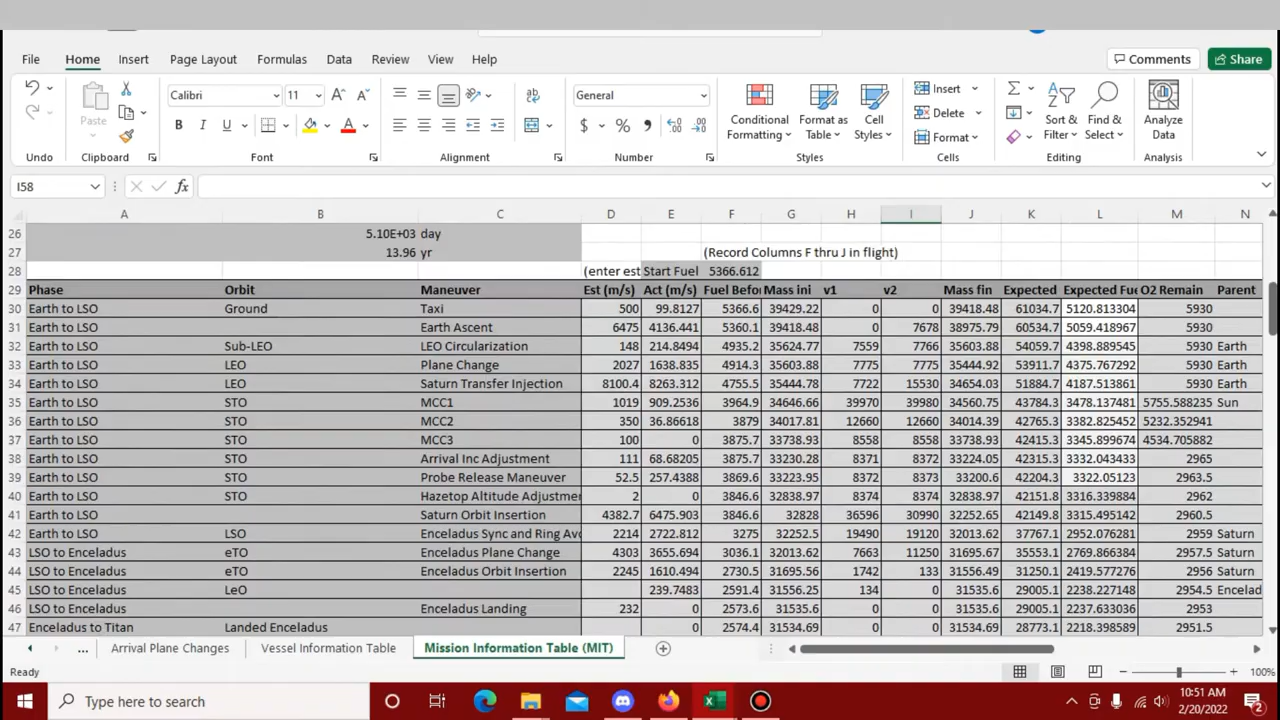 File Home Insert Page Layout Formulas Data Review View Help Comments Share
Calibri 11 General Insert
Paste B I U A $ % Conditional Formatting Format as Table Cell Styles Delete Format Sort & Filter Find & Select Analyze Data
Undo Clipboard Font Alignment Number Styles Cells Editing Analysis
I58 fx
A B C D E F G H I J K L M N
26 5.10E+03 day
27 13.96 yr (Record Columns F thru J in flight)
28 (enter est Start Fuel 5366.612
29 Phase Orbit Maneuver Est (m/s) Act (m/s) Fuel Befo Mass ini v1 v2 Mass fin Expected Expected Fue O2 Remain Parent
30 Earth to LSO Ground Taxi 500 99.8127 5366.6 39429.22 0 0 39418.48 61034.7 5120.813304 5930
31 Earth to LSO Earth Ascent 6475 4136.441 5360.1 39418.48 0 7678 38975.79 60534.7 5059.418967 5930
32 Earth to LSO Sub-LEO LEO Circularization 148 214.8494 4935.2 35624.77 7559 7766 35603.88 54059.7 4398.889545 5930 Earth
33 Earth to LSO LEO Plane Change 2027 1638.835 4914.3 35603.88 7775 7775 35444.92 53911.7 4375.767292 5930 Earth
34 Earth to LSO LEO Saturn Transfer Injection 8100.4 8263.312 4755.5 35444.78 7722 15530 34654.03 51884.7 4187.513861 5930 Earth
35 Earth to LSO STO MCC1 1019 909.2536 3964.9 34646.66 39970 39980 34560.75 43784.3 3478.137481 5755.588235 Sun
36 Earth to LSO STO MCC2 350 36.86618 3879 34017.81 12660 12660 34014.39 42765.3 3382.825452 5232.352941
37 Earth to LSO STO MCC3 100 0 3875.7 33738.93 8558 8558 33738.93 42415.3 3345.899674 4534.705882
38 Earth to LSO STO Arrival Inc Adjustment 111 68.68205 3875.7 33230.28 8371 8372 33224.05 42315.3 3332.043433 2965
39 Earth to LSO STO Probe Release Maneuver 52.5 257.4388 3869.6 33223.95 8372 8373 33200.6 42204.3 3322.05123 2963.5
40 Earth to LSO STO Hazetop Altitude Adjustmer 2 0 3846.6 32838.97 8374 8374 32838.97 42151.8 3316.339884 2962
41 Earth to LSO Saturn Orbit Insertion 4382.7 6475.903 3846.6 32828 36596 30990 32252.65 42149.8 3315.495142 2960.5
42 Earth to LSO LSO Enceladus Sync and Ring Avo 2214 2722.812 3275 32252.5 19490 19120 32013.62 37767.1 2952.076281 2959 Saturn
43 LSO to Enceladus eTO Enceladus Plane Change 4303 3655.694 3036.1 32013.62 7663 11250 31695.67 35553.1 2769.866384 2957.5 Saturn
44 LSO to Enceladus eTO Enceladus Orbit Insertion 2245 1610.494 2730.5 31695.56 1742 133 31556.49 31250.1 2419.577276 2956 Saturn
45 LSO to Enceladus LeO 239.7483 2591.4 31556.25 134 0 31535.6 29005.1 2238.227148 2954.5 Encelad
46 LSO to Enceladus Enceladus Landing 232 0 2573.6 31535.6 0 0 31535.6 29005.1 2237.633036 2953
47 Enceladus to Titan Landed Enceladus 0 2574.4 31534.69 0 0 31534.69 28773.1 2218.398589 2951.5
... Arrival Plane Changes Vessel Information Table Mission Information Table (MIT)
Ready 100%
Type here to search 10:51 AM
2/20/2022 2